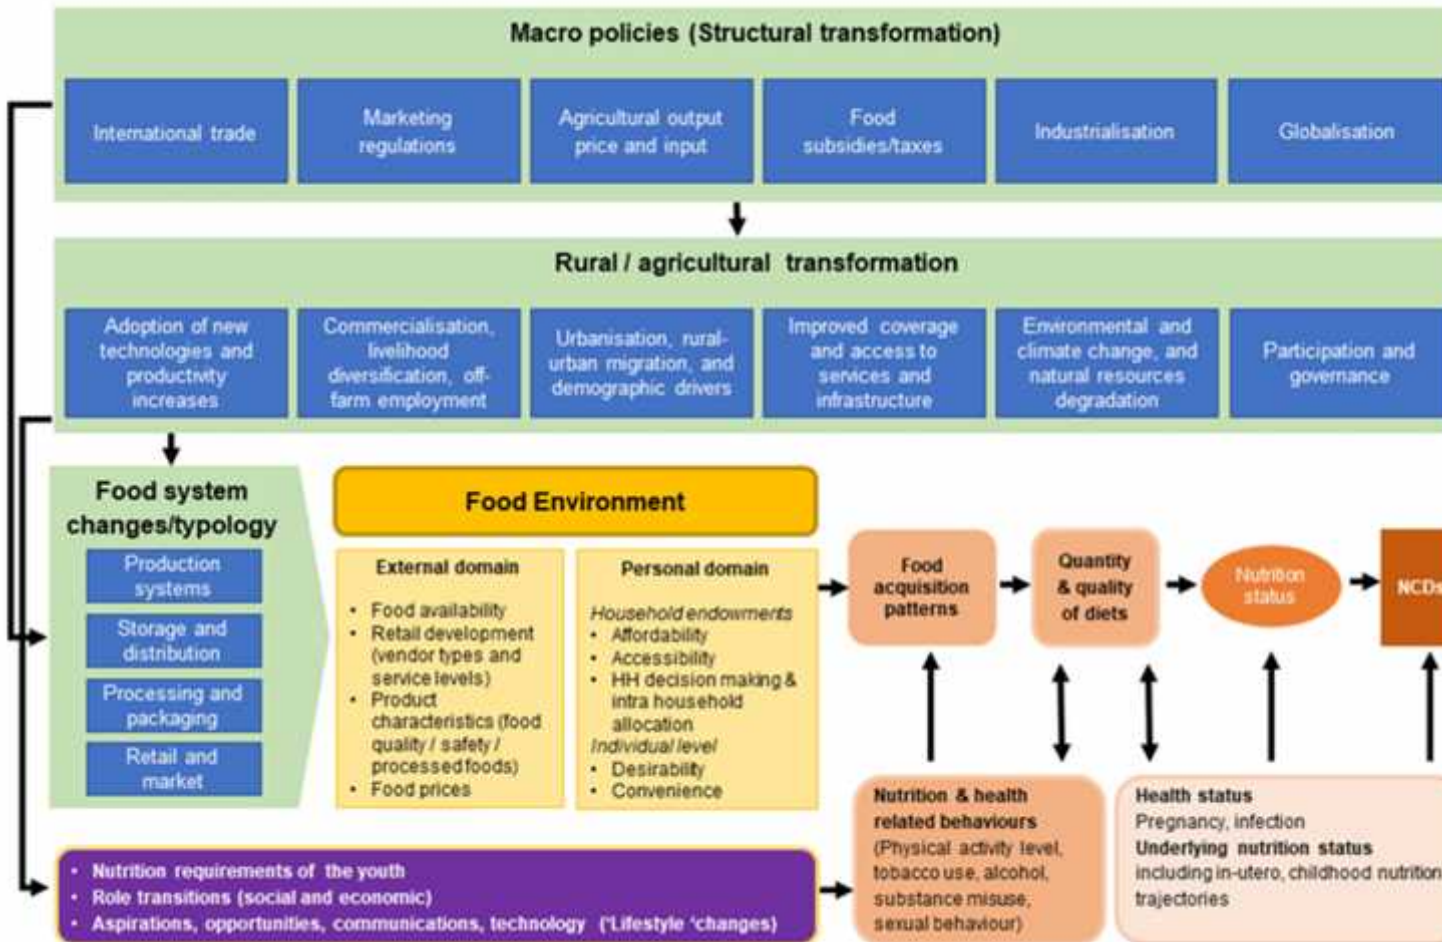 Macro policies (Structural transformation)
International trade
Marketing
regulations
Agricultural output
price and input
Food
subsidies/taxes
Industrialisation
Globalisation
Rural / agricultural transformation
Adoption of new
technologies and
productivity
increases
Commercialisation,
livelihood
diversification, off-
farm employment
Urbanisation, rural-
urban migration, and
demographic drivers
Improved coverage
and access to
services and
infrastructure
Environmental and
climate change, and
natural resources
degradation
Participation and
governance
Food system
changes/typology
Production
systems
Storage and
distribution
Processing and
packaging
Retail and
market
Food Environment
External domain
• Food availability
• Retail development
(vendor types and
service levels)
• Product
characteristics (food
quality / safety /
processed foods)
• Food prices
Personal domain
Household endowments
• Affordability
• Accessibility
• HH decision making &
intra household
allocation
Individual level
• Desirability
• Convenience
Food
acquisition
patterns
Quantity
& quality
of diets
Nutrition
status
NCDs
• Nutrition requirements of the youth
• Role transitions (social and economic)
• Aspirations, opportunities, communications, technology (‘Lifestyle ‘changes)
Nutrition & health
related behaviours
(Physical activity level,
tobacco use, alcohol,
substance misuse,
sexual behaviour)
Health status
Pregnancy, infection
Underlying nutrition status
including in-utero, childhood nutrition
trajectories